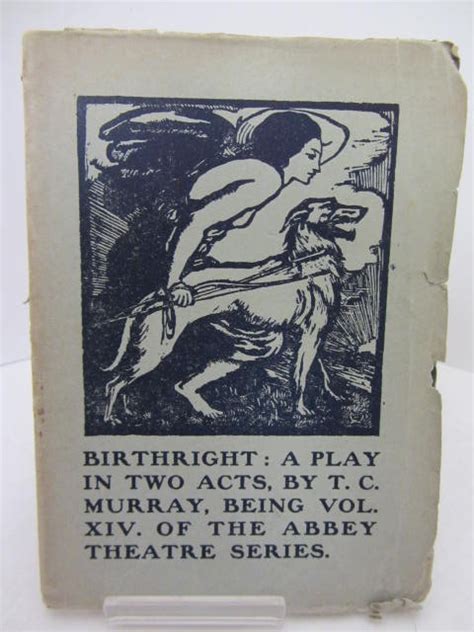 BIRTHRIGHT: A PLAY
IN TWO ACTS, BY T. C.
MURRAY, BEING VOL.
XIV. OF THE ABBEY
THEATRE SERIES.